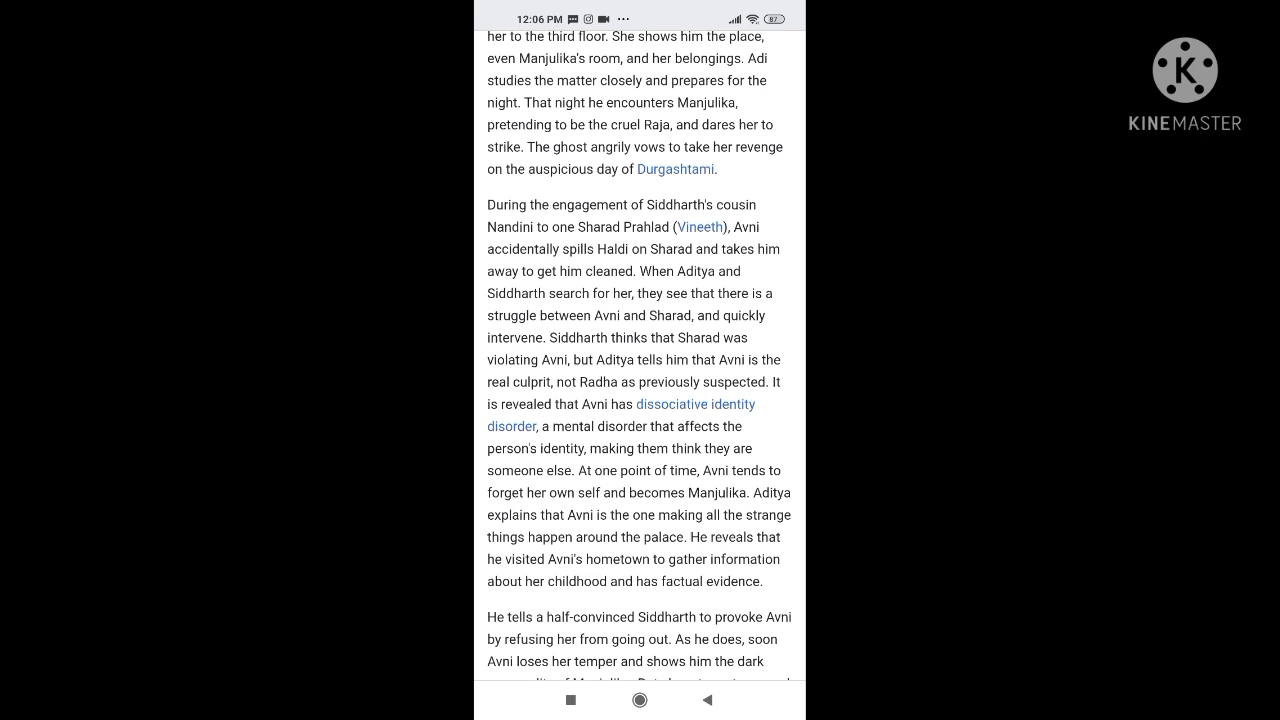 12:06 PM
87
her to the third floor. She shows him the place,
even Manjulika's room, and her belongings. Adi
studies the matter closely and prepares for the
night. That night he encounters Manjulika,
pretending to be the cruel Raja, and dares her to
strike. The ghost angrily vows to take her revenge
on the auspicious day of Durgashtami.
During the engagement of Siddharth's cousin
Nandini to one Sharad Prahlad (Vineeth), Avni
accidentally spills Haldi on Sharad and takes him
away to get him cleaned. When Aditya and
Siddharth search for her, they see that there is a
struggle between Avni and Sharad, and quickly
intervene. Siddharth thinks that Sharad was
violating Avni, but Aditya tells him that Avni is the
real culprit, not Radha as previously suspected. It
is revealed that Avni has dissociative identity
disorder, a mental disorder that affects the
person's identity, making them think they are
someone else. At one point of time, Avni tends to
forget her own self and becomes Manjulika. Aditya
explains that Avni is the one making all the strange
things happen around the palace. He reveals that
he visited Avni's hometown to gather information
about her childhood and has factual evidence.
He tells a half-convinced Siddharth to provoke Avni
by refusing her from going out. As he does, soon
Avni loses her temper and shows him the dark
K
KINEMASTER